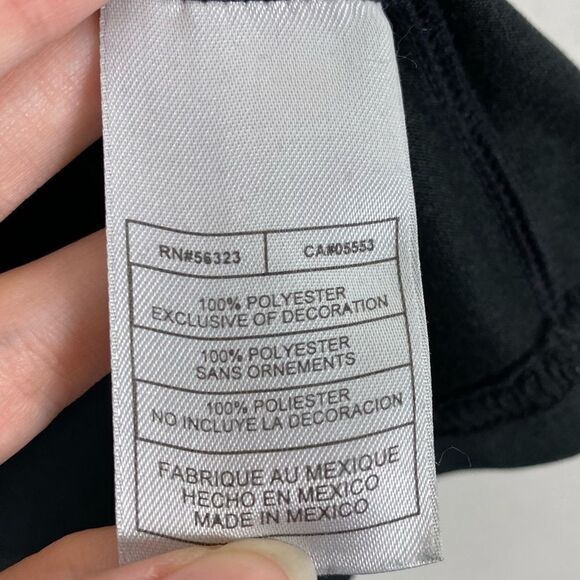 RN#56323 CA#05553
100% POLYESTER
EXCLUSIVE OF DECORATION
100% POLYESTER
SANS ORNEMENTS
100% POLIESTER
NO INCLUYE LA DECORACION
FABRIQUE AU MEXIQUE
HECHO EN MEXICO
MADE IN MEXICO